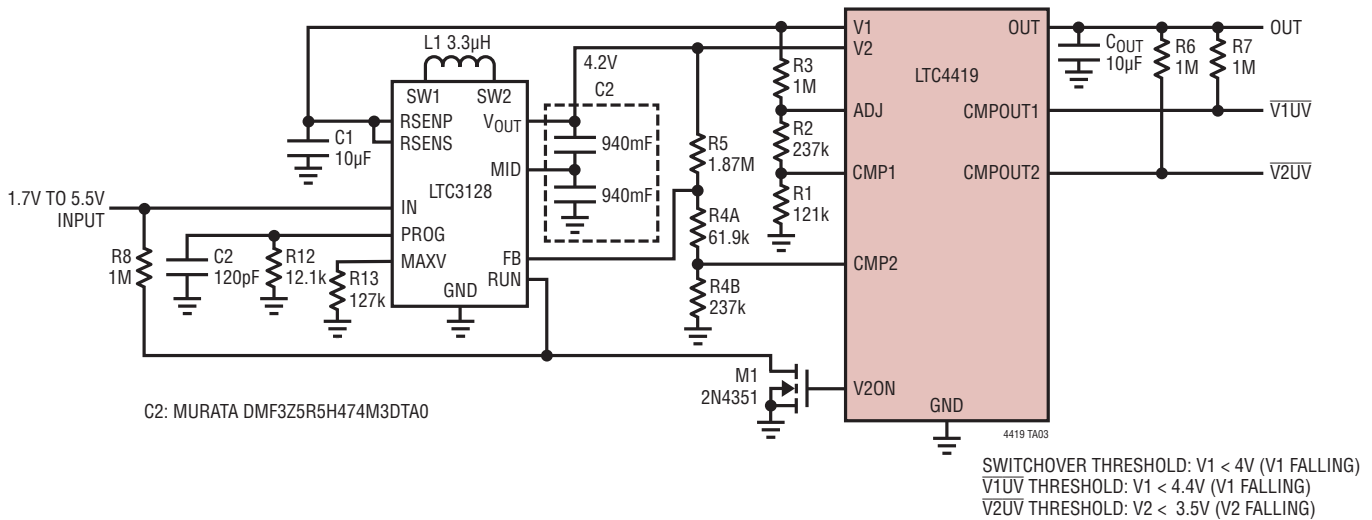 L1 3.3µH
SW1
SW2
RSENP
RSENS
VOUT
MID
LTC3128
IN
PROG
MAXV
FB
RUN
GND
C1
10µF
1.7V TO 5.5V
INPUT
R8
1M
C2
120pF
R12
12.1k
R13
127k
4.2V
C2
940mF
940mF
R5
1.87M
R4A
61.9k
R4B
237k
R3
1M
R2
237k
R1
121k
V1
V2
ADJ
CMP1
CMP2
V2ON
LTC4419
OUT
CMPOUT1
CMPOUT2
GND
COUT
10µF
R6
1M
R7
1M
OUT
V1UV
V2UV
M1
2N4351
C2: MURATA DMF3Z5R5H474M3DTA0
4419 TA03
SWITCHOVER THRESHOLD: V1 < 4V (V1 FALLING)
V1UV THRESHOLD: V1 < 4.4V (V1 FALLING)
V2UV THRESHOLD: V2 < 3.5V (V2 FALLING)